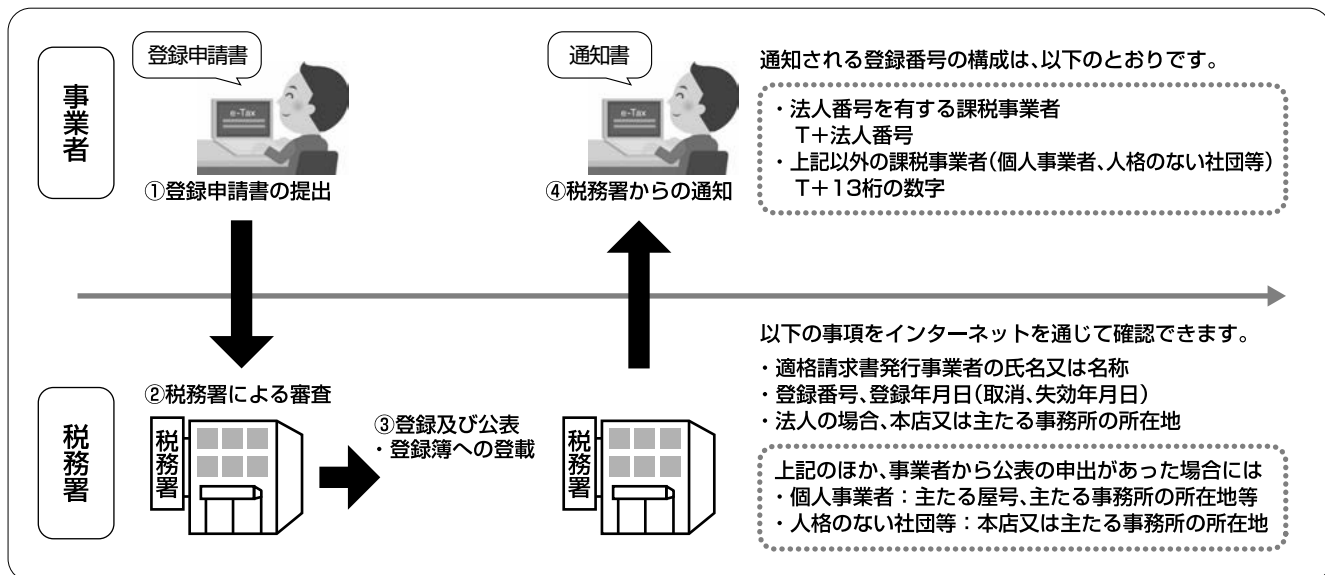 事業者
登録申請書
e-Tax
①登録申請書の提出
通知書
e-Tax
④税務署からの通知
通知される登録番号の構成は、以下のとおりです。
・法人番号を有する課税事業者
T+法人番号
・上記以外の課税事業者(個人事業者、人格のない社団等)
T+13桁の数字
税務署
②税務署による審査
税務署
③登録及び公表
・登録簿への登載
税務署
以下の事項をインターネットを通じて確認できます。
・適格請求書発行事業者の氏名又は名称
・登録番号、登録年月日(取消、失効年月日)
・法人の場合、本店又は主たる事務所の所在地
上記のほか、事業者から公表の申出があった場合には
・個人事業者:主たる屋号、主たる事務所の所在地等
・人格のない社団等:本店又は主たる事務所の所在地